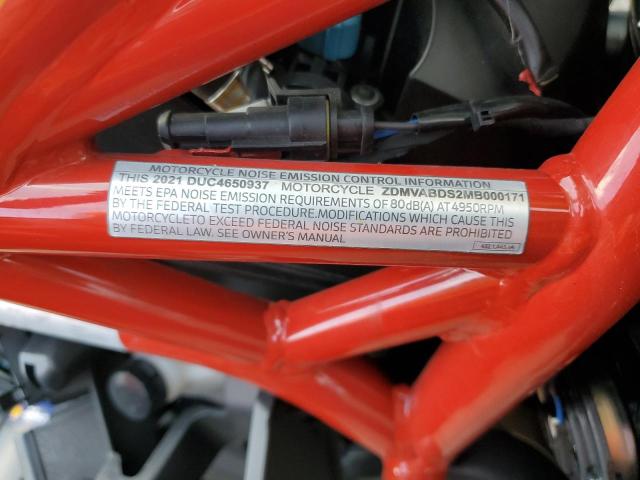 MOTORCYCLE NOISE EMISSION CONTROL INFORMATION
THIS 2021 DUC4650937 MOTORCYCLE ZDMVABDS2MB000171
MEETS EPA NOISE EMISSION REQUIREMENTS OF 80dB(A) AT4950RPM
BY THE FEDERAL TEST PROCEDURE.MODIFICATIONS WHICH CAUSE THIS
MOTORCYCLETO EXCEED FEDERAL NOISE STANDARDS ARE PROHIBITED
BY FEDERAL LAW. SEE OWNER'S MANUAL